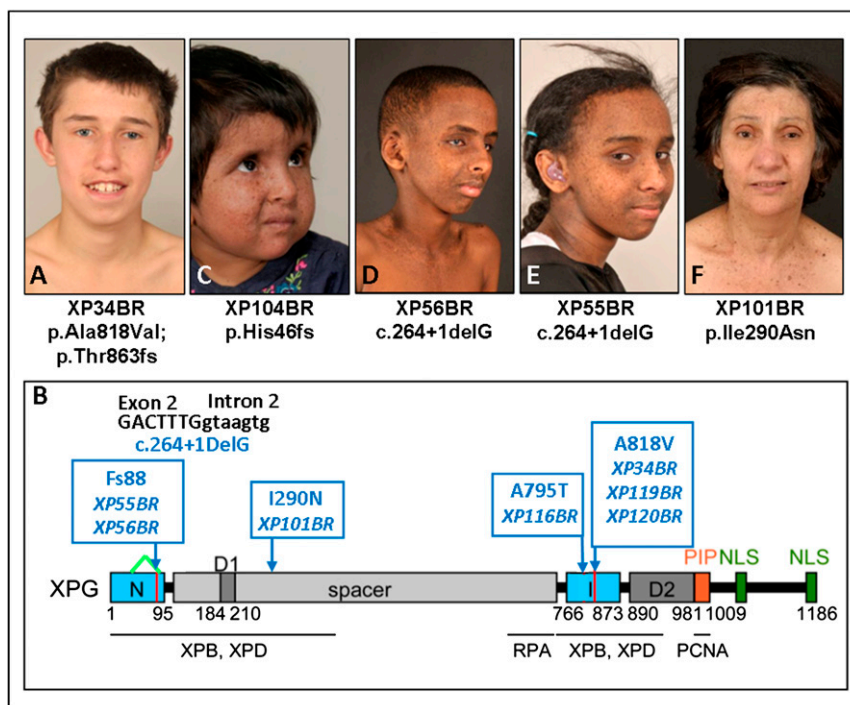 A
C
D
E
F
XP34BR
p.Ala818Val;
p.Thr863fs
XP104BR
p.His46fs
XP56BR
c.264+1delG
XP55BR
c.264+1delG
XP101BR
p.Ile290Asn
B
Exon 2
Intron 2
GACTTTGgtaagtg
c.264+1DelG
Fs88
XP55BR
XP56BR
I290N
XP101BR
A795T
XP116BR
A818V
XP34BR
XP119BR
XP120BR
D1
PIP
NLS
NLS
XPG
N
spacer
I
D2
1
95
184
210
766
873
890
981
1009
1186
XPB, XPD
RPA
XPB, XPD
PCNA